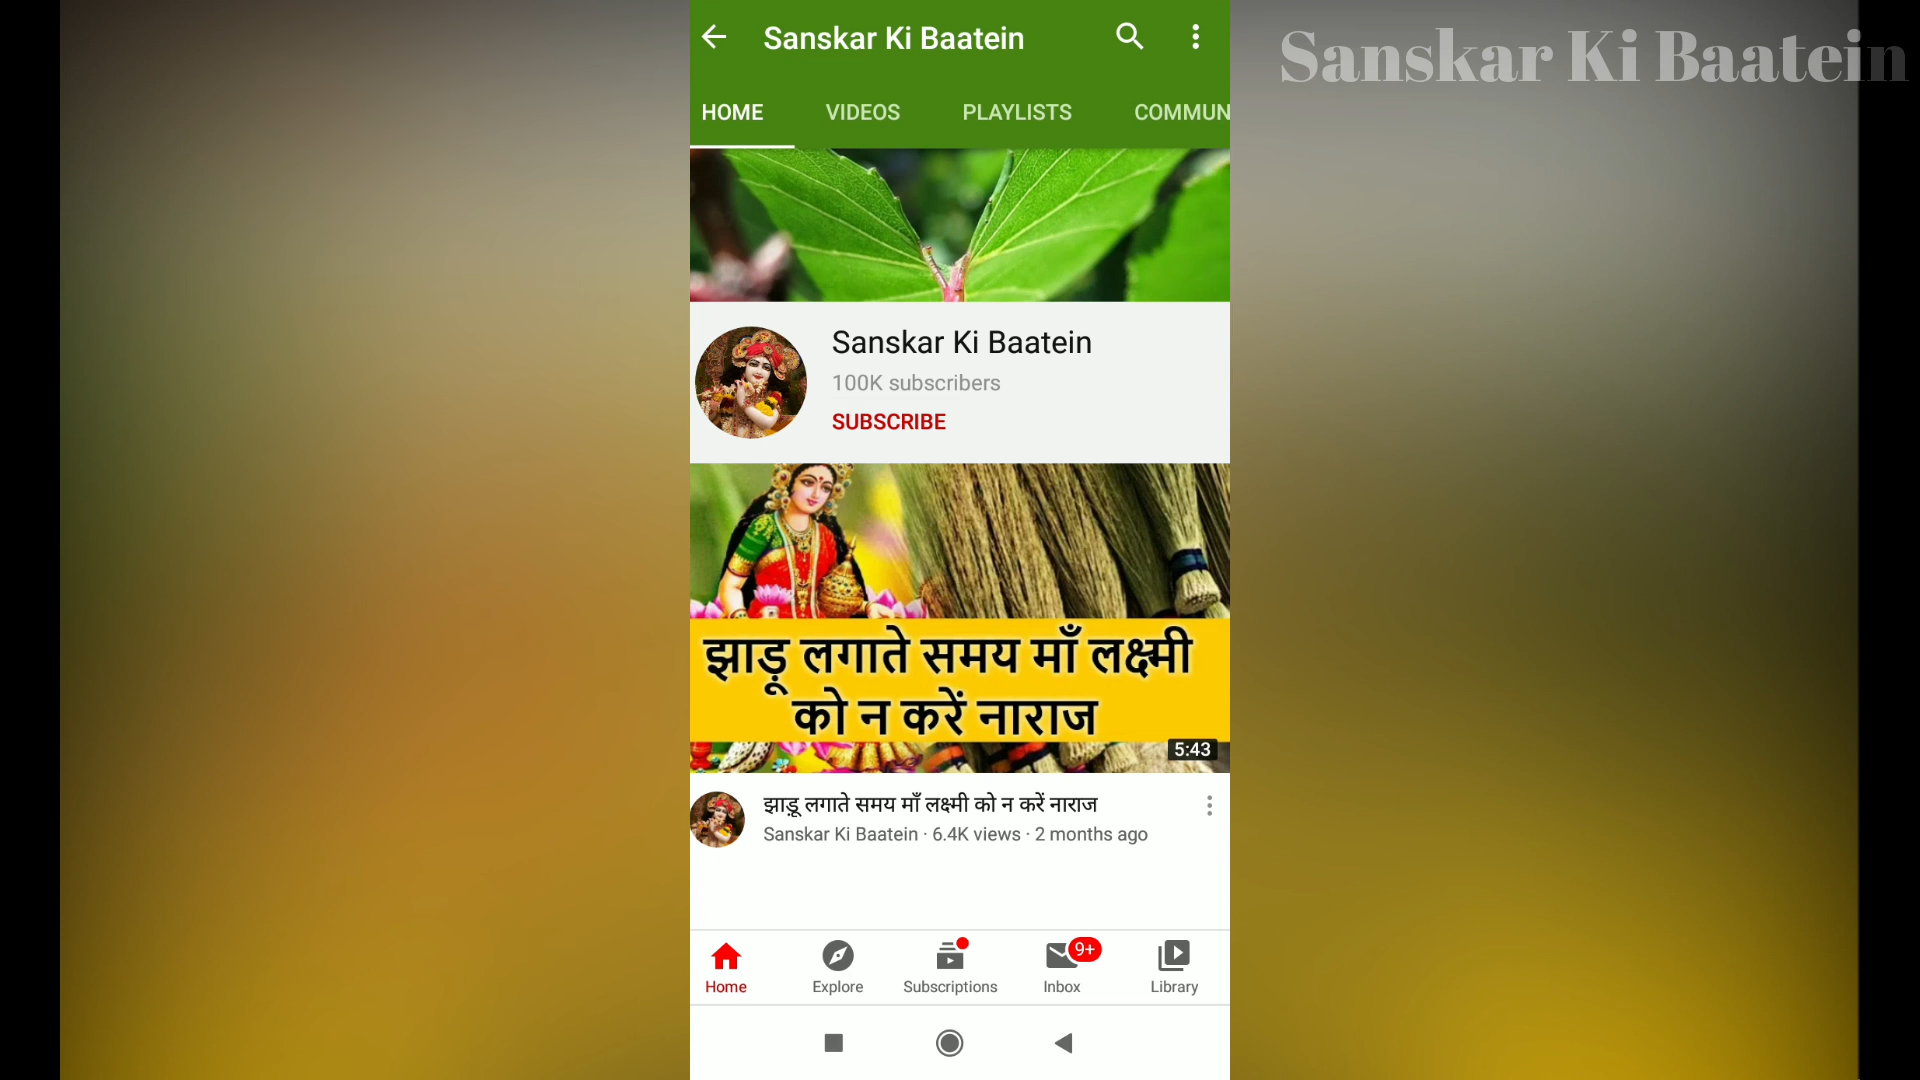 Sanskar Ki Baatein
Sanskar Ki Baatein
HOME VIDEOS PLAYLISTS COMMUN
Sanskar Ki Baatein
100K subscribers
SUBSCRIBE
झाड़ू लगाते समय माँ लक्ष्मी
को न करें नाराज
5:43
झाड़ू लगाते समय माँ लक्ष्मी को न करें नाराज
Sanskar Ki Baatein · 6.4K views · 2 months ago
9+
Home Explore Subscriptions Inbox Library